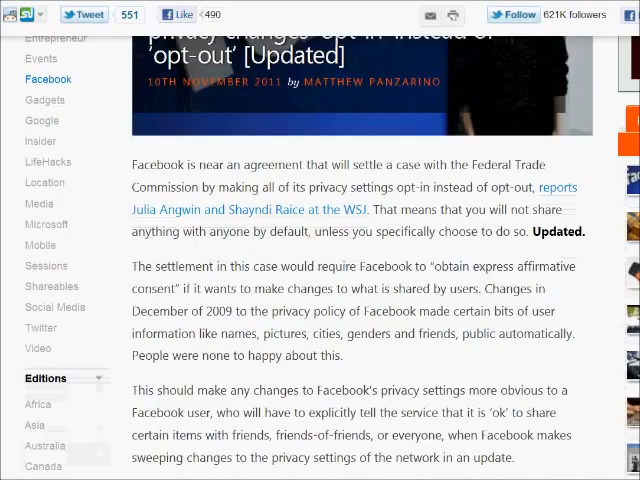 Tweet 551 Like 490 Follow 621K followers
privacy changes 'opt-in' instead of
'opt-out' [Updated]
10TH NOVEMBER 2011 by MATTHEW PANZARINO
Entrepreneur
Events
Facebook
Gadgets
Google
Insider
LifeHacks
Location
Media
Microsoft
Mobile
Sessions
Shareables
Social Media
Twitter
Video
Editions
Africa
Asia
Australia
Canada
Facebook is near an agreement that will settle a case with the Federal Trade
Commission by making all of its privacy settings opt-in instead of opt-out, reports
Julia Angwin and Shayndi Raice at the WSJ. That means that you will not share
anything with anyone by default, unless you specifically choose to do so. Updated.
The settlement in this case would require Facebook to “obtain express affirmative
consent” if it wants to make changes to what is shared by users. Changes in
December of 2009 to the privacy policy of Facebook made certain bits of user
information like names, pictures, cities, genders and friends, public automatically.
People were none to happy about this.
This should make any changes to Facebook's privacy settings more obvious to a
Facebook user, who will have to explicitly tell the service that it is 'ok' to share
certain items with friends, friends-of-friends, or everyone, when Facebook makes
sweeping changes to the privacy settings of the network in an update.